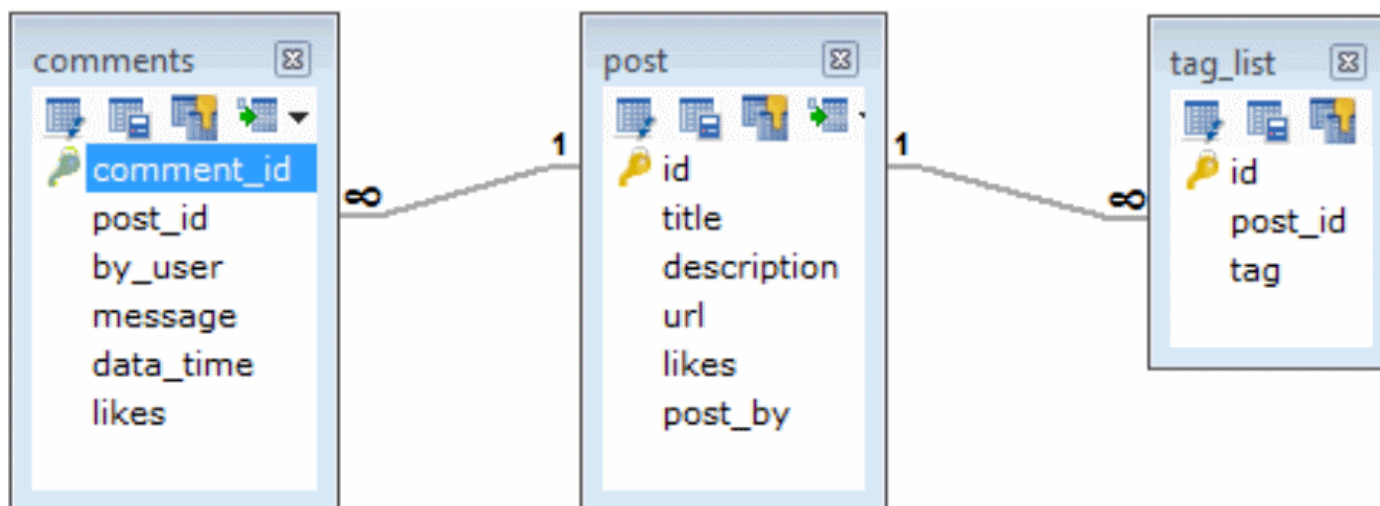 comments
comment_id
post_id
by_user
message
data_time
likes
∞
1
post
id
title
description
url
likes
post_by
1
∞
tag_list
id
post_id
tag